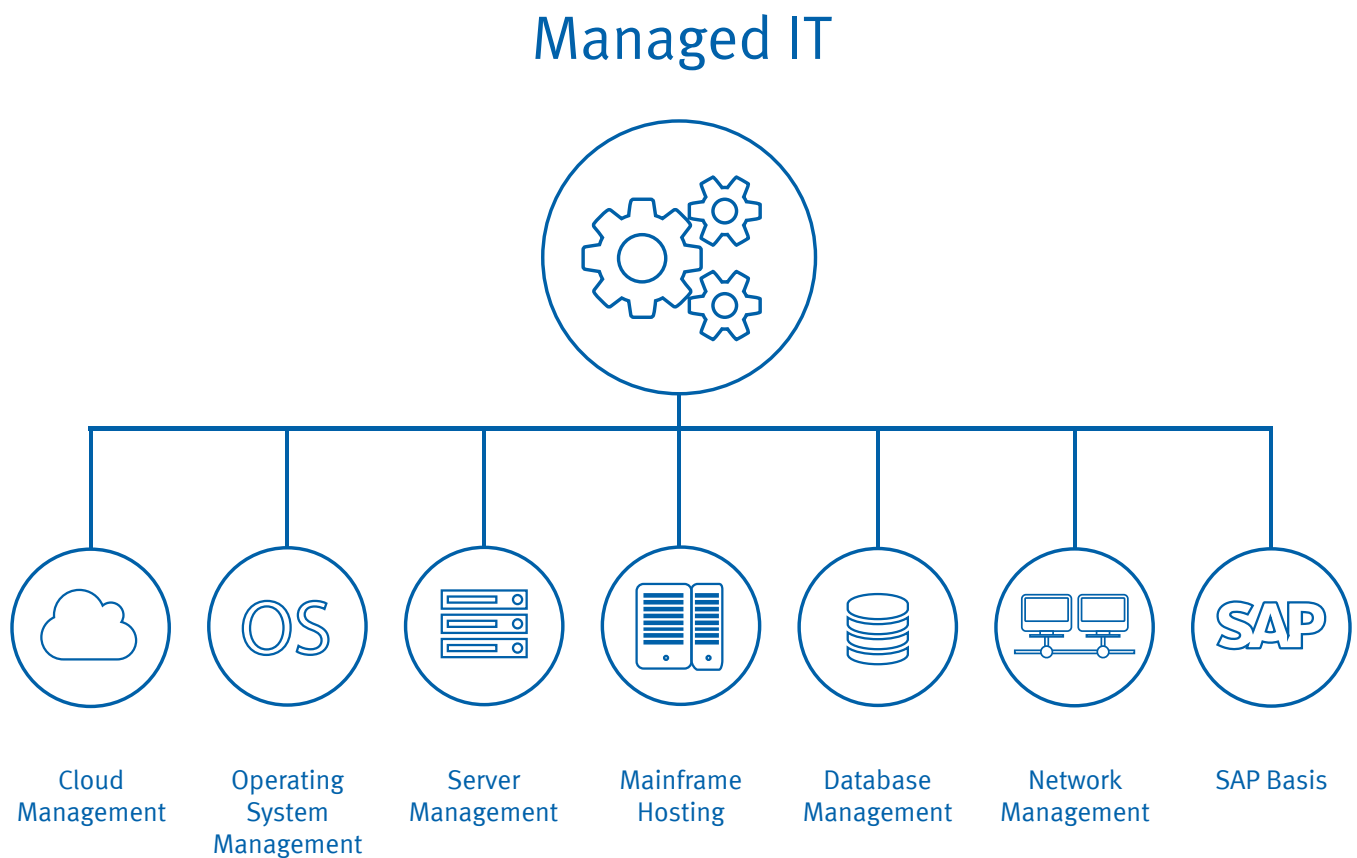 Managed IT
OS
SAP
Cloud
Management
Operating
System
Management
Server
Management
Mainframe
Hosting
Database
Management
Network
Management
SAP Basis